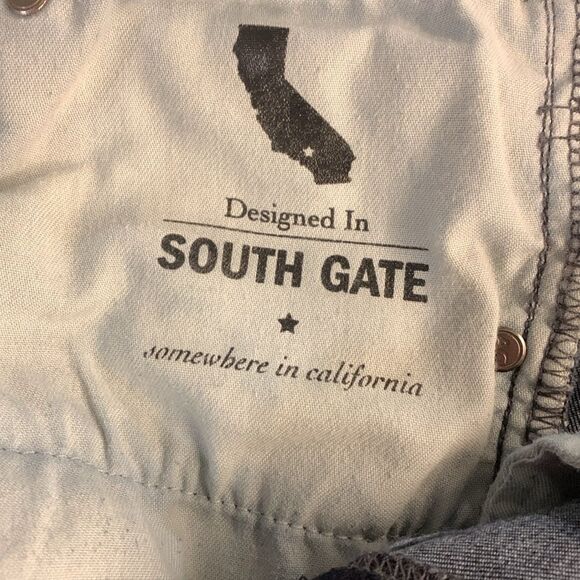 Designed In
SOUTH GATE
somewhere in california